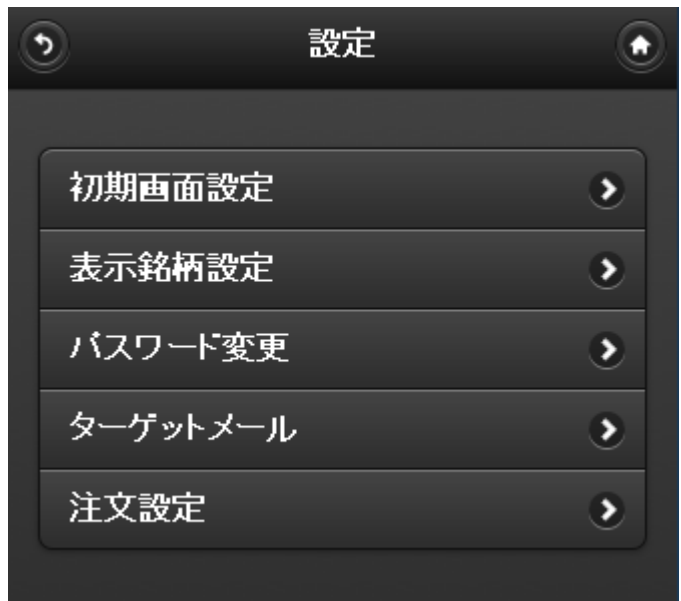 設定
初期画面設定
表示銘柄設定
パスワード変更
ターゲットメール
注文設定